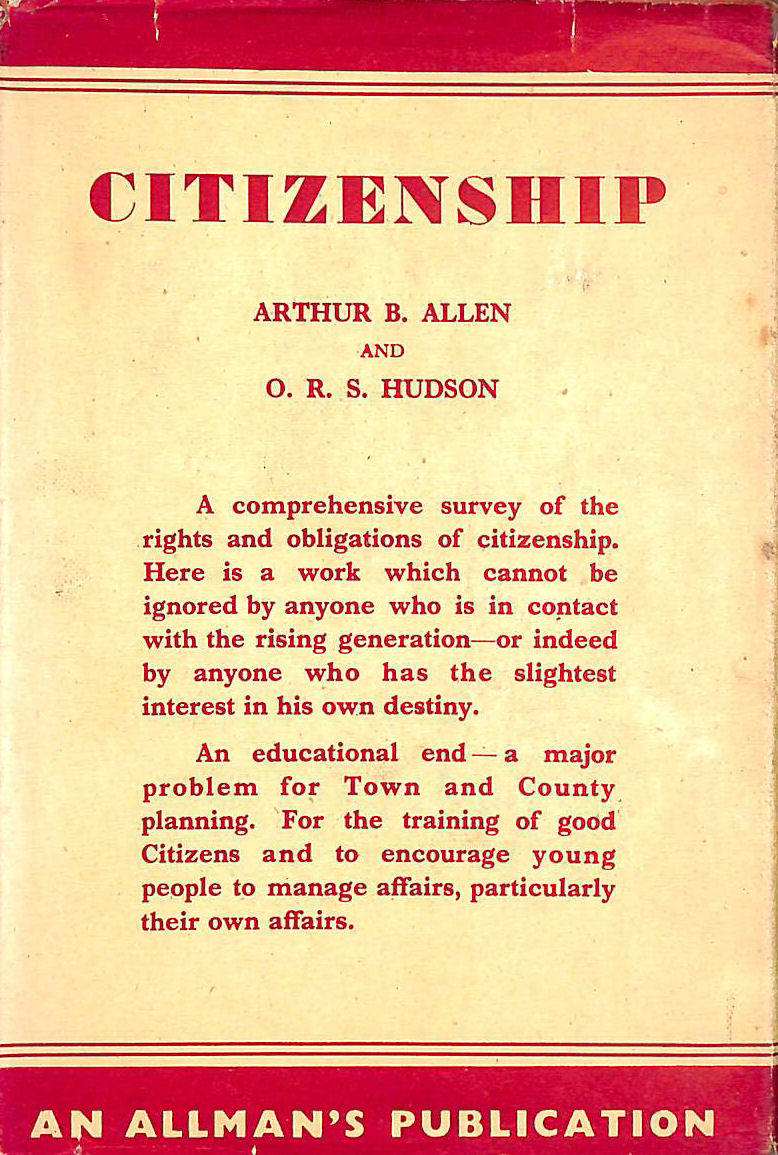 CITIZENSHIP
ARTHUR B. ALLEN
AND
O. R. S. HUDSON
A comprehensive survey of the
rights and obligations of citizenship.
Here is a work which cannot be
ignored by anyone who is in contact
with the rising generation—or indeed
by anyone who has the slightest
interest in his own destiny.
An educational end—a major
problem for Town and County
planning. For the training of good
Citizens and to encourage young
people to manage affairs, particularly
their own affairs.
AN ALLMAN'S PUBLICATION